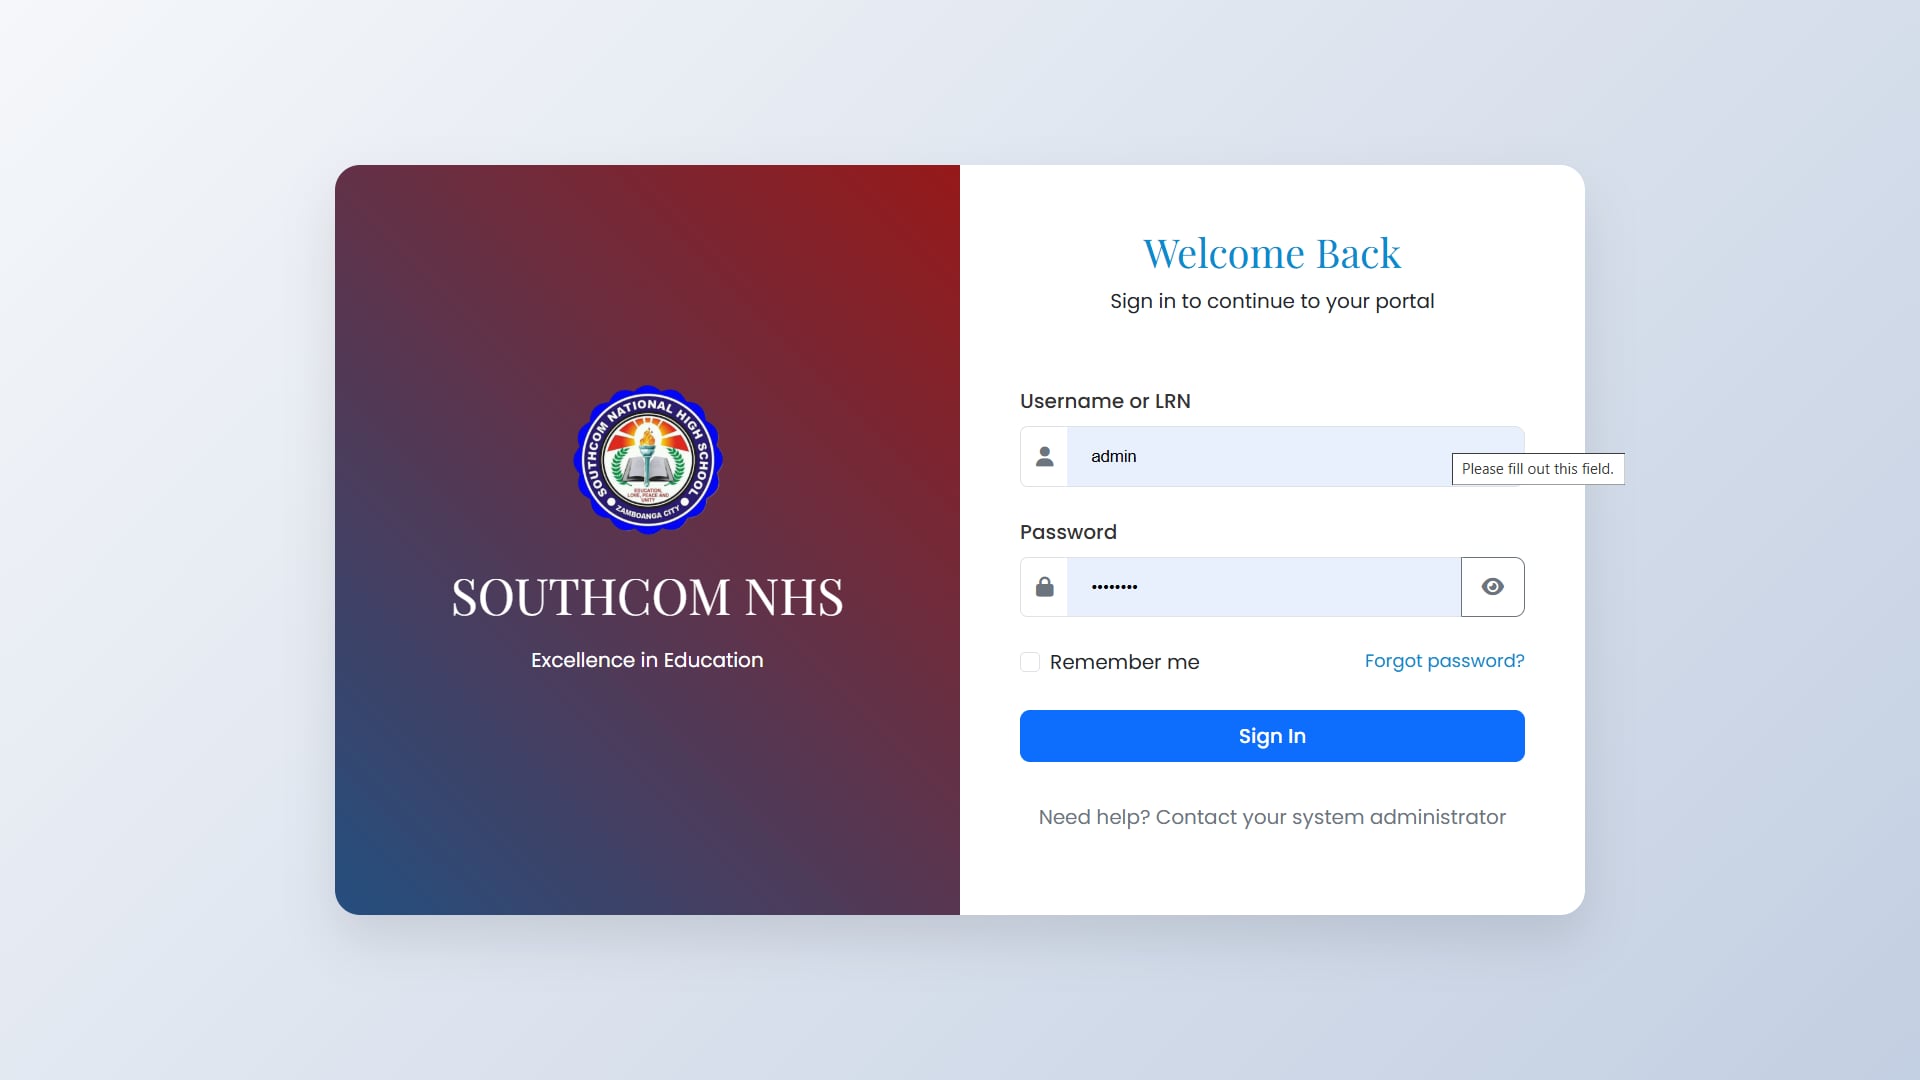 SOUTHCOM NATIONAL HIGH SCHOOL
EDUCATION,
LOVE, PEACE AND
UNITY
ZAMBOANGA CITY
SOUTHCOM NHS
Excellence in Education
Welcome Back
Sign in to continue to your portal
Username or LRN
admin
Please fill out this field.
Password
••••••••
Remember me
Forgot password?
Sign In
Need help? Contact your system administrator